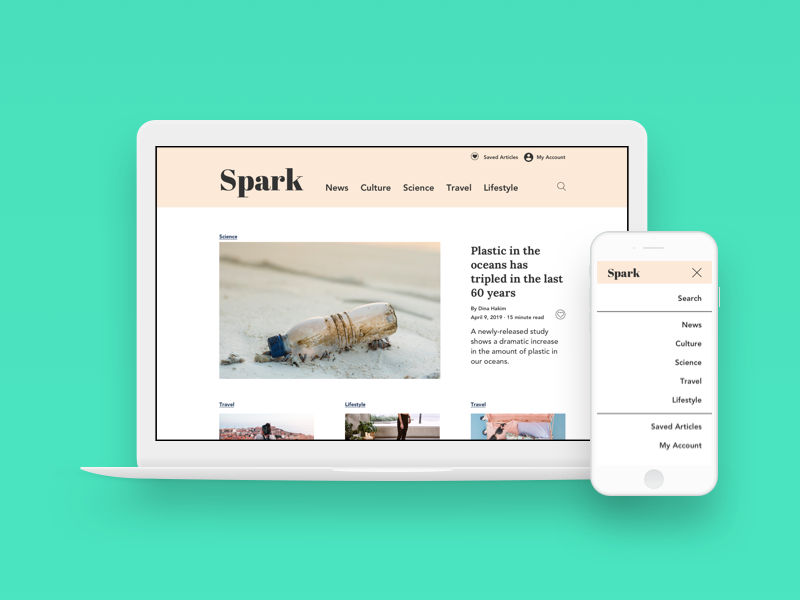 Saved Articles My Account
Spark News Culture Science Travel Lifestyle
Science
Plastic in the
oceans has
tripled in the last
60 years
By Dina Hakim
April 9, 2019 · 15 minute read
A newly-released study
shows a dramatic increase
in the amount of plastic in
our oceans.
Travel Lifestyle Travel
Spark
Search
News
Culture
Science
Travel
Lifestyle
Saved Articles
My Account